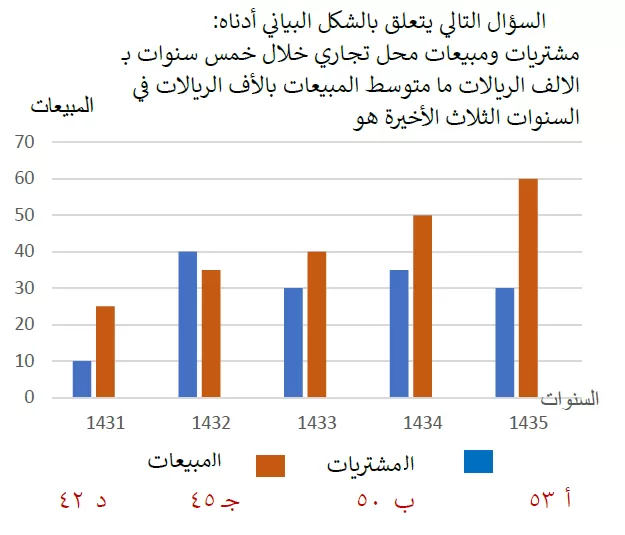 السؤال التالي يتعلق بالشكل البياني أدناه:
مشتريات ومبيعات محل تجاري خلال خمس سنوات بـ
الالف الريالات ما متوسط المبيعات بالأف الريالات في
السنوات الثلاث الأخيرة هو
المبيعات
70
60
50
40
30
20
10
0
السنوات
1431 1432 1433 1434 1435
المشتريات المبيعات
أ ٥٣ ب ٥٠ جـ ٤٥ د ٤٢